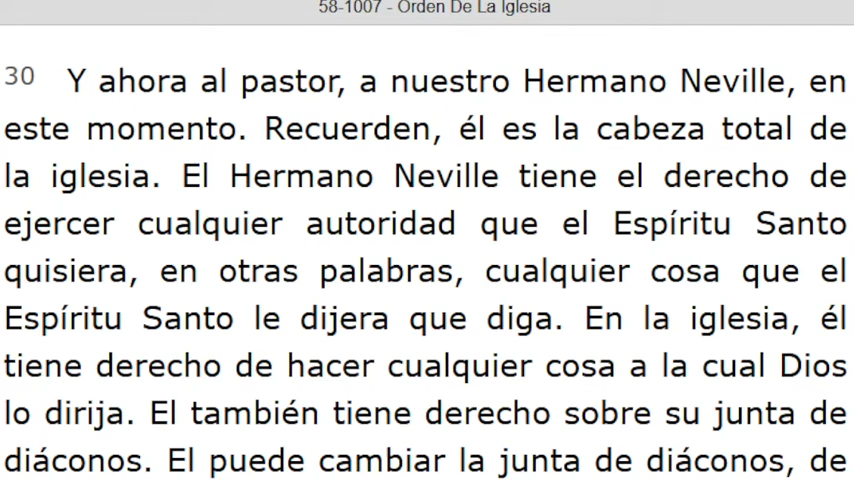 58-1007 - Orden De La Iglesia
30 Y ahora al pastor, a nuestro Hermano Neville, en
este momento. Recuerden, él es la cabeza total de
la iglesia. El Hermano Neville tiene el derecho de
ejercer cualquier autoridad que el Espíritu Santo
quisiera, en otras palabras, cualquier cosa que el
Espíritu Santo le dijera que diga. En la iglesia, él
tiene derecho de hacer cualquier cosa a la cual Dios
lo dirija. El también tiene derecho sobre su junta de
diáconos. El puede cambiar la junta de diáconos, de